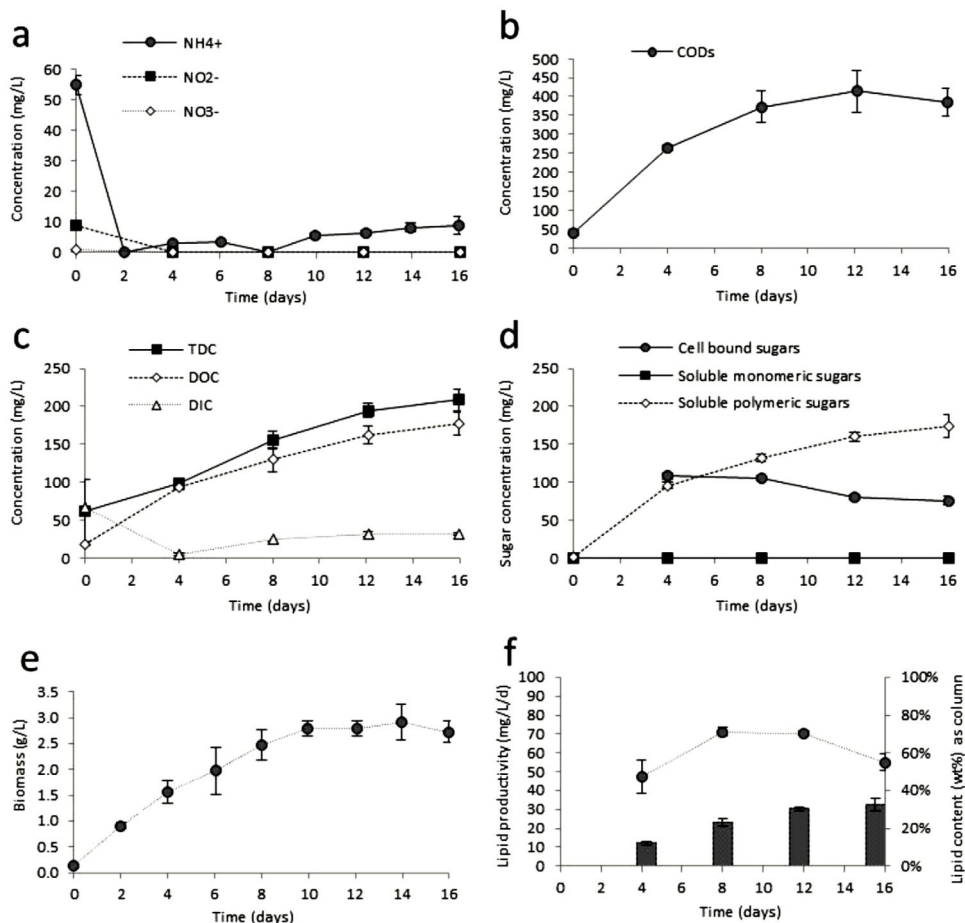 a
NH4+
NO2-
NO3-
Concentration (mg/L)
60
50
40
30
20
10
0
0 2 4 6 8 10 12 14 16
Time (days)
b
CODs
Concentration (mg/L)
500
450
400
350
300
250
200
150
100
50
0
0 2 4 6 8 10 12 14 16
Time (days)
c
TDC
DOC
DIC
Concentration (mg/L)
250
200
150
100
50
0
0 2 4 6 8 10 12 14 16
Time (days)
d
Cell bound sugars
Soluble monomeric sugars
Soluble polymeric sugars
Sugar concentration (mg/L)
250
200
150
100
50
0
0 2 4 6 8 10 12 14 16
Time (days)
e
Biomass (g/L)
3.5
3.0
2.5
2.0
1.5
1.0
0.5
0.0
0 2 4 6 8 10 12 14 16
Time (days)
f
Lipid productivity (mg/L/d)
100
90
80
70
60
50
40
30
20
10
0
100%
80%
60%
40%
20%
0%
Lipid content (wt%) as column
0 2 4 6 8 10 12 14 16
Time (days)